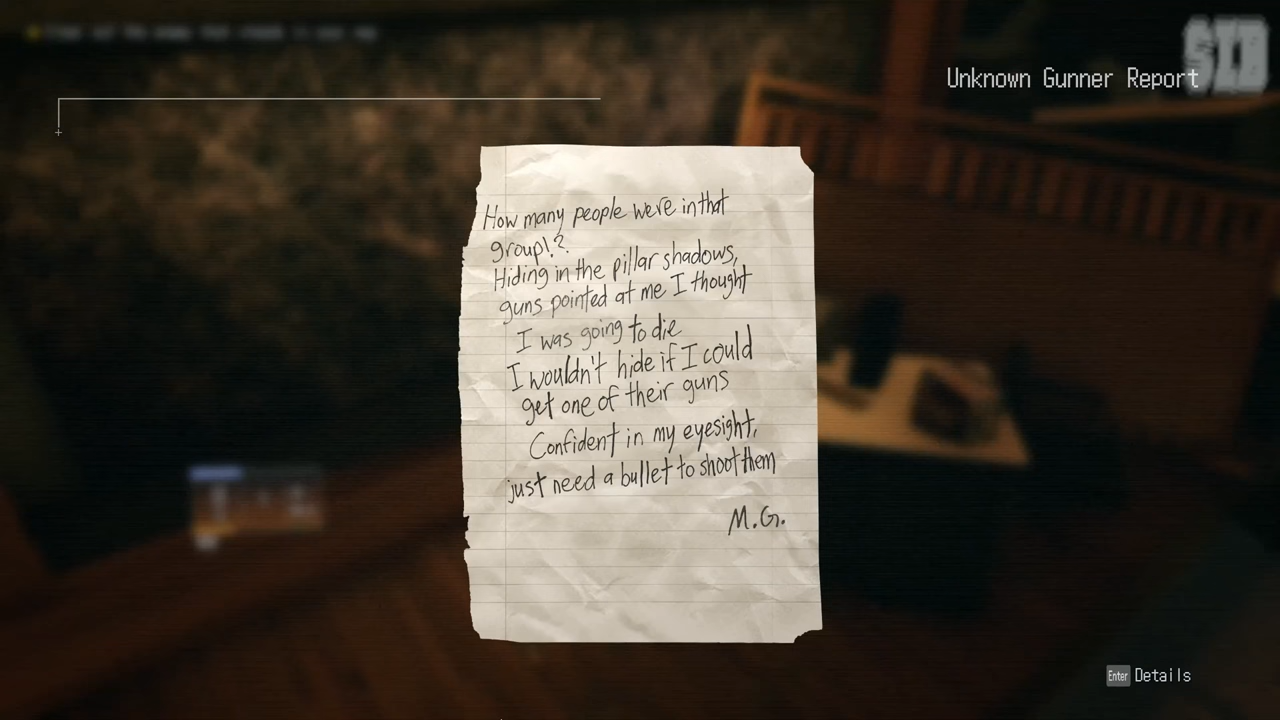 Unknown Gunner Report
How many people were in that
group!?
Hiding in the pillar shadows,
guns pointed at me I thought
I was going to die
I wouldn't hide if I could
get one of their guns
Confident in my eyesight,
just need a bullet to shoot them
M.G.
Enter Details